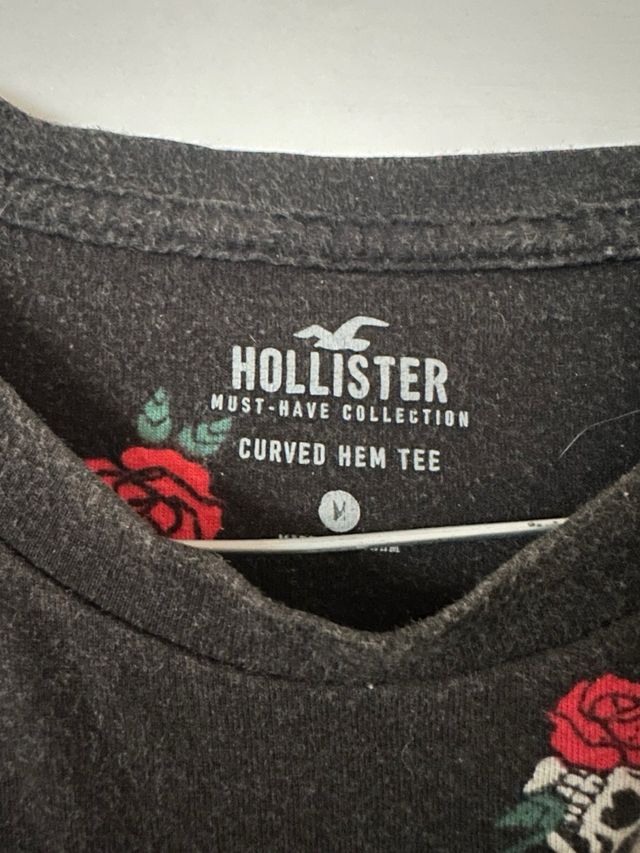 HOLLISTER
MUST-HAVE COLLECTION
CURVED HEM TEE
M